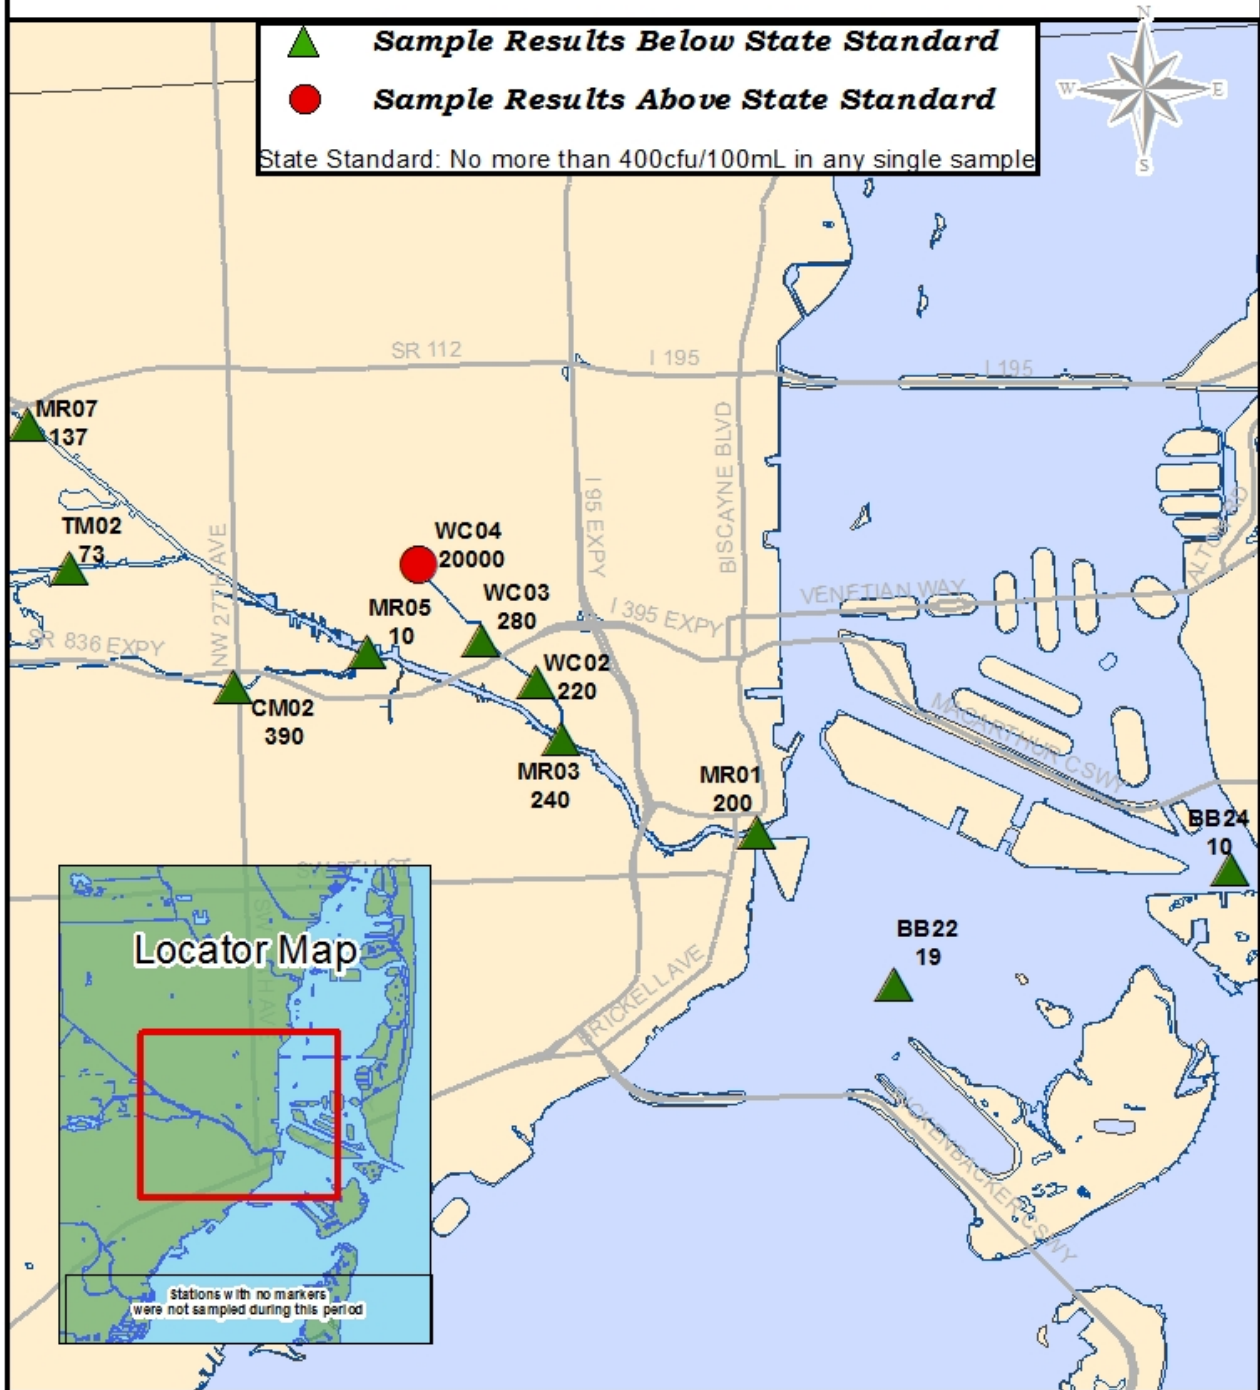 N
Sample Results Below State Standard
W E
Sample Results Above State Standard
State Standard: No more than 400cfu/100mL in any single sample
S
SR 112
I 195
I 195
MR07
137
BISCAYNE BLVD
I 95 EXPY
ALTON RD
TM02
73
NW 27TH AVE
WC04
20000
WC03
280
VENETIAN WAY
MR05
10
I 395 EXPY
SR 836 EXPY
WC02
220
CM02
390
MACARTHUR CSWY
MR03
240
MR01
200
BB24
10
BB22
19
Locator Map
BRICKELL AVE
RICKENBACKER CSWY
Stations with no markers
were not sampled during this period